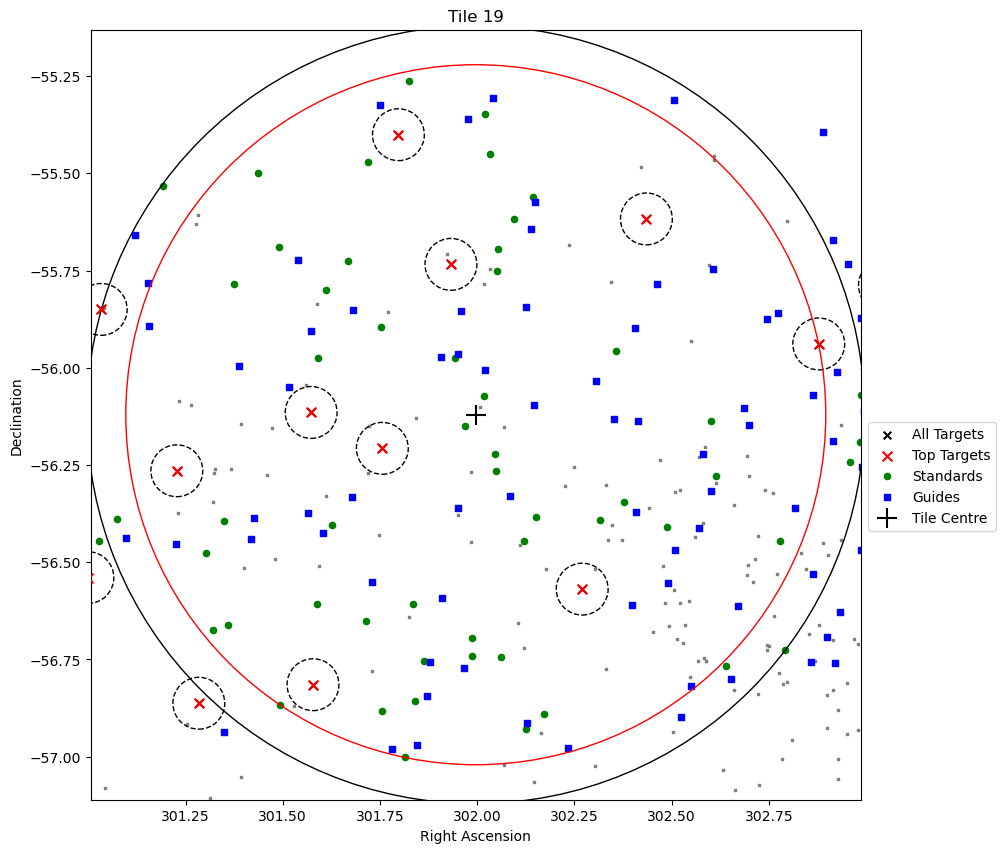 Tile 19
−55.25
−55.50
−55.75
−56.00
−56.25
−56.50
−56.75
−57.00
Declination
301.25 301.50 301.75 302.00 302.25 302.50 302.75
Right Ascension
All Targets
Top Targets
Standards
Guides
Tile Centre